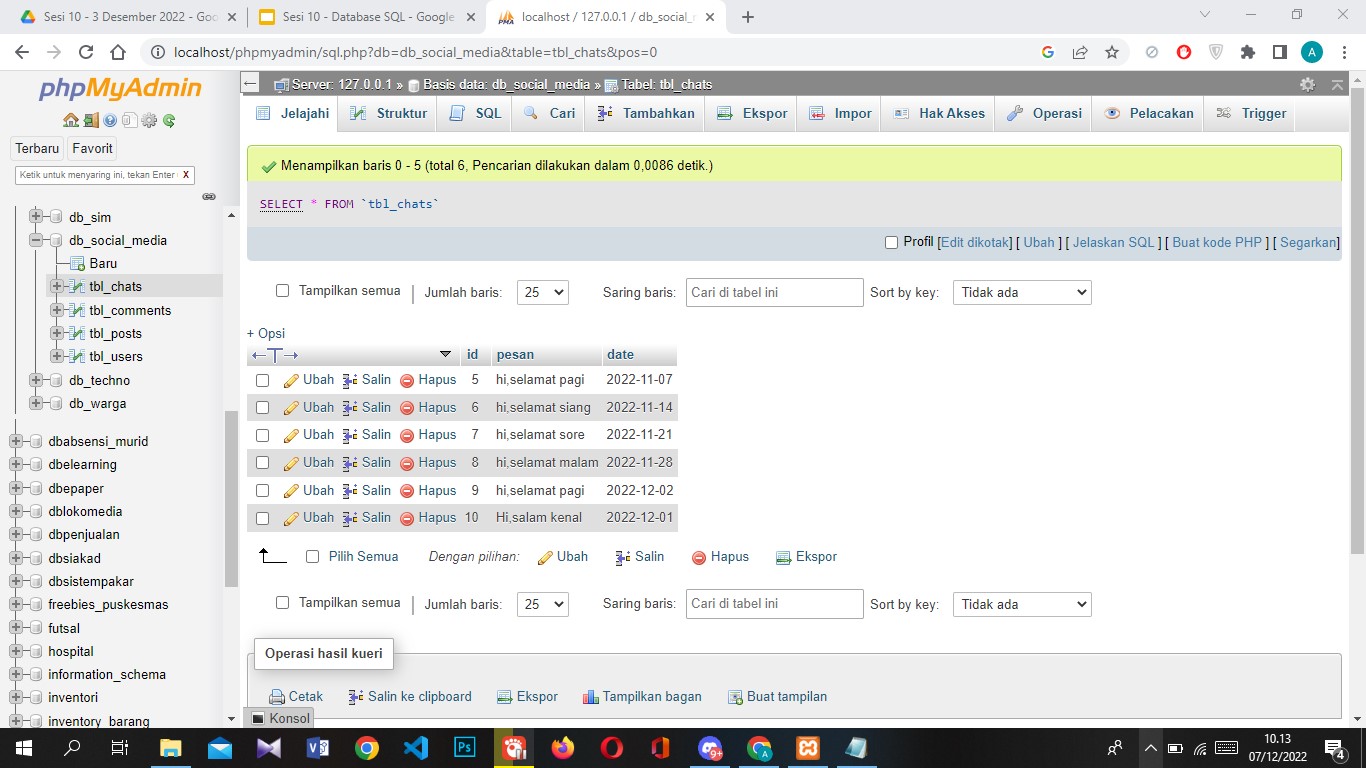 Sesi 10 - 3 Desember 2022 - Goo
Sesi 10 - Database SQL - Google
localhost / 127.0.0.1 / db_social_r
localhost/phpmyadmin/sql.php?db=db_social_media&table=tbl_chats&pos=0
A
phpMyAdmin
Terbaru Favorit
Ketik untuk menyaring ini, tekan Enter X
db_sim
db_social_media
Baru
tbl_chats
tbl_comments
tbl_posts
tbl_users
db_techno
db_warga
dbabsensi_murid
dbelearning
dbepaper
dblokomedia
dbpenjualan
dbsiakad
dbsistempakar
freebies_puskesmas
futsal
hospital
information_schema
inventori
inventory_barang
Server: 127.0.0.1 » Basis data: db_social_media » Tabel: tbl_chats
Jelajahi Struktur SQL Cari Tambahkan Ekspor Impor Hak Akses Operasi Pelacakan Trigger
Menampilkan baris 0 - 5 (total 6, Pencarian dilakukan dalam 0,0086 detik.)
SELECT * FROM `tbl_chats`
Profil [Edit dikotak] [ Ubah ] [ Jelaskan SQL ] [ Buat kode PHP ] [ Segarkan]
Tampilkan semua | Jumlah baris: 25 Saring baris: Cari di tabel ini Sort by key: Tidak ada
+ Opsi
←T→ id pesan date
Ubah Salin Hapus 5 hi,selamat pagi 2022-11-07
Ubah Salin Hapus 6 hi,selamat siang 2022-11-14
Ubah Salin Hapus 7 hi,selamat sore 2022-11-21
Ubah Salin Hapus 8 hi,selamat malam 2022-11-28
Ubah Salin Hapus 9 hi,selamat pagi 2022-12-02
Ubah Salin Hapus 10 Hi,salam kenal 2022-12-01
Pilih Semua Dengan pilihan: Ubah Salin Hapus Ekspor
Tampilkan semua | Jumlah baris: 25 Saring baris: Cari di tabel ini Sort by key: Tidak ada
Operasi hasil kueri
Cetak Salin ke clipboard Ekspor Tampilkan bagan Buat tampilan
Konsol
Ps
9+
A
10.13
07/12/2022
4